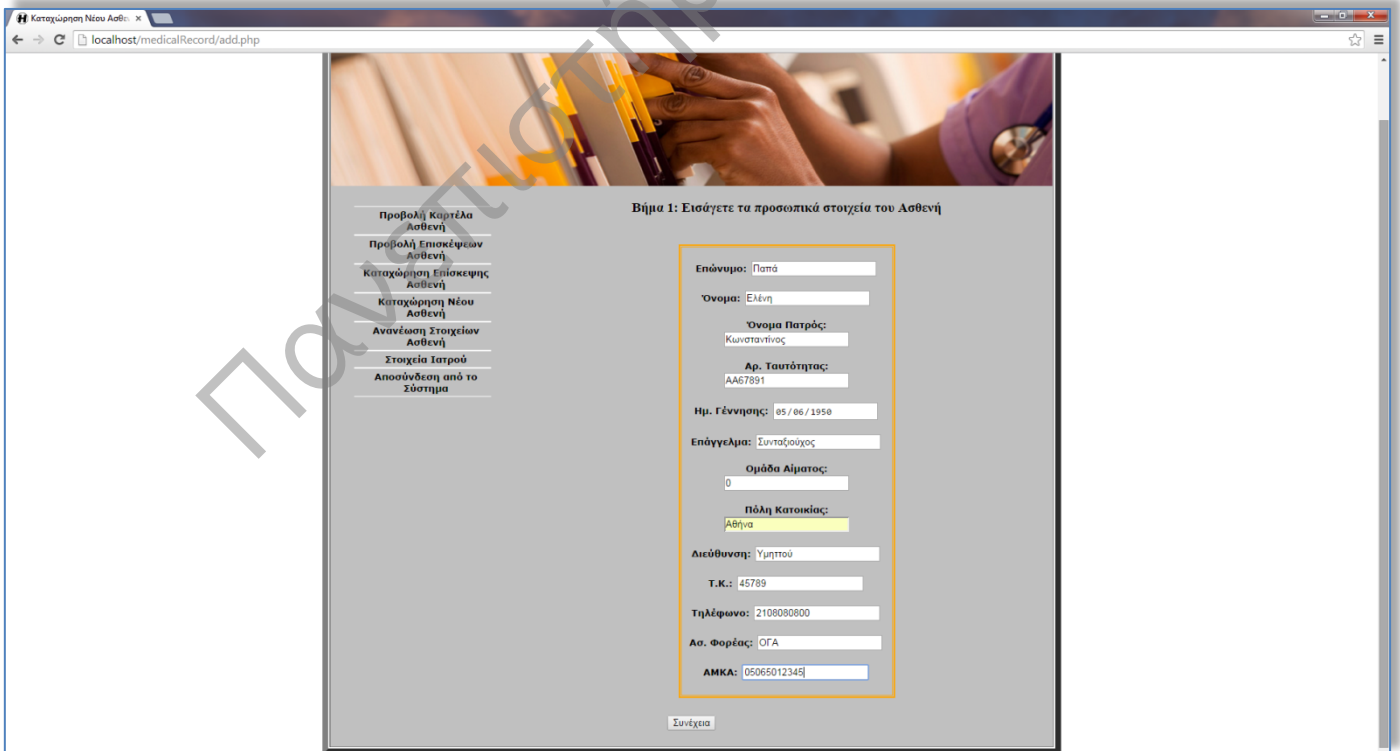 Καταχώρηση Νέου Ασθε
localhost/medicalRecord/add.php
Προβολή Καρτέλα
Ασθενή
Προβολή Επισκέψεων
Ασθενή
Καταχώρηση Επίσκεψης
Ασθενή
Καταχώρηση Νέου
Ασθενή
Ανανέωση Στοιχείων
Ασθενή
Στοιχεία Ιατρού
Αποσύνδεση από το
Σύστημα
Βήμα 1: Εισάγετε τα προσωπικά στοιχεία του Ασθενή
Επώνυμο: Παπά
Όνομα: Ελένη
Όνομα Πατρός:
Κωνσταντίνος
Αρ. Ταυτότητας:
ΑΑ67891
Ημ. Γέννησης: 05/06/1950
Επάγγελμα: Συνταξιούχος
Ομάδα Αίματος:
0
Πόλη Κατοικίας:
Αθήνα
Διεύθυνση: Υμηττού
Τ.Κ.: 45789
Τηλέφωνο: 2108080800
Ασ. Φορέας: ΟΓΑ
ΑΜΚΑ: 05065012345
Συνέχεια
Πανεπιστήμ